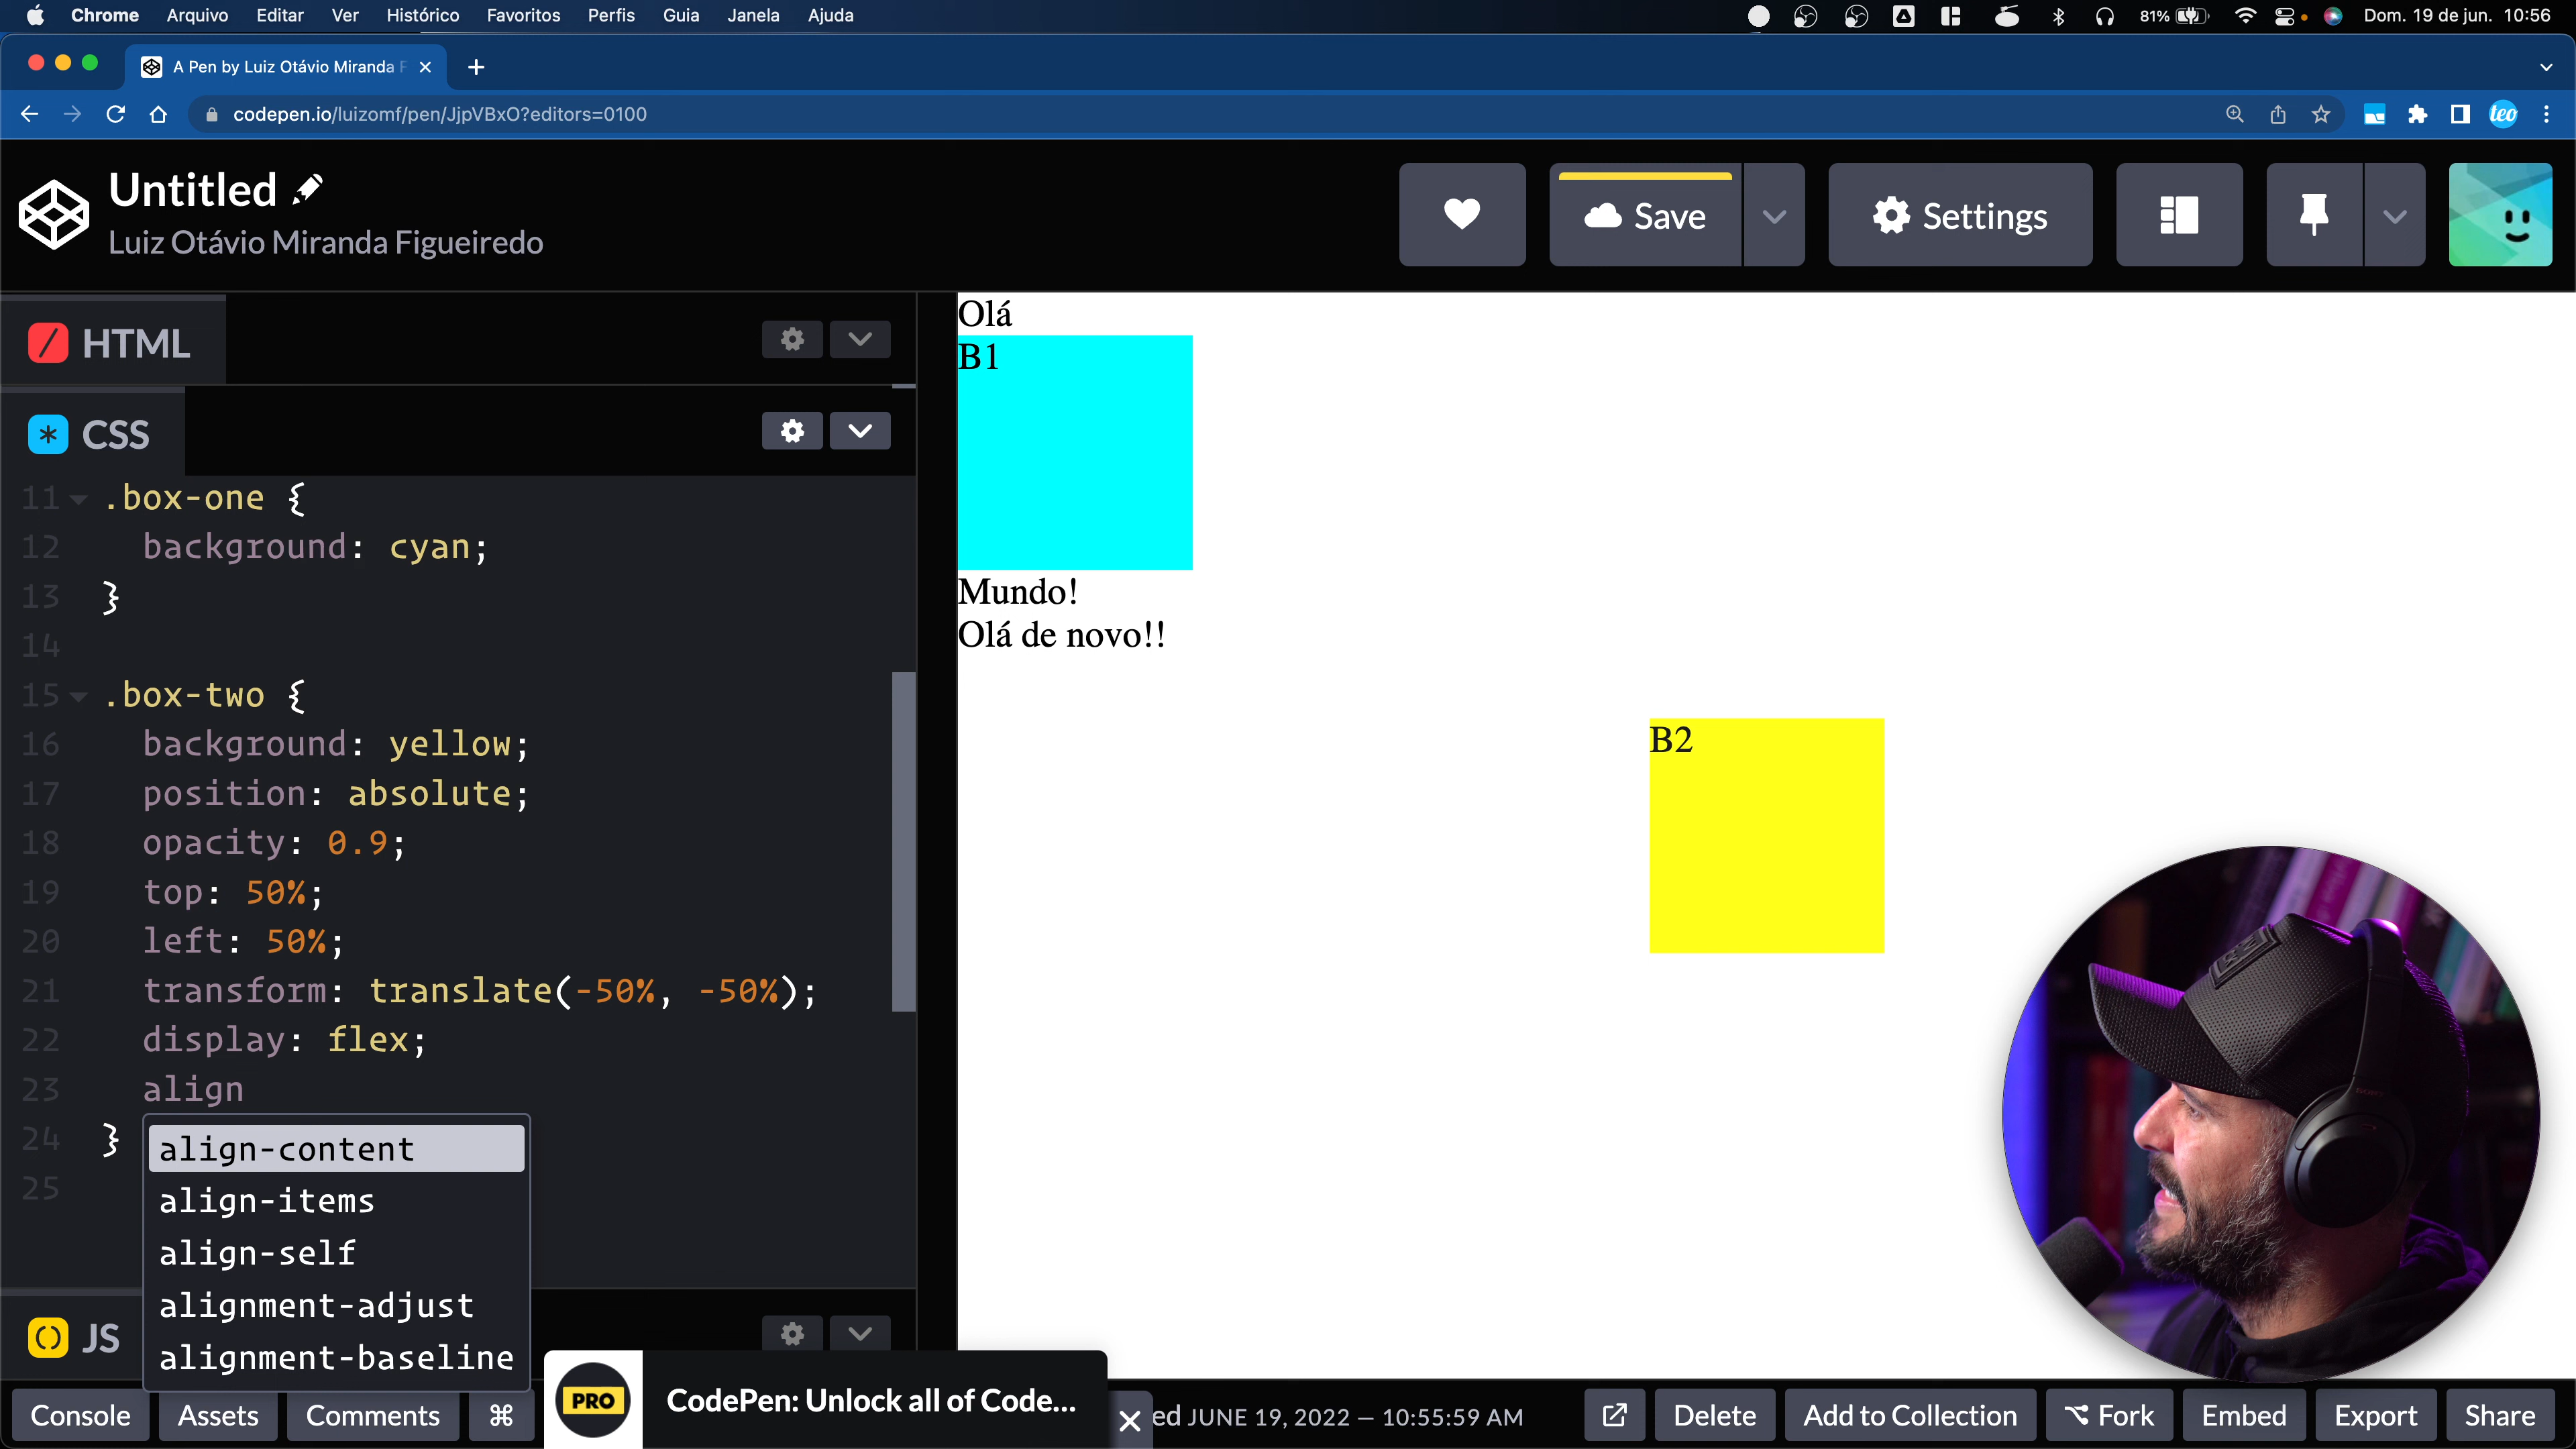 Chrome Arquivo Editar Ver Histórico Favoritos Perfis Guia Janela Ajuda 81% Dom. 19 de jun. 10:56
A Pen by Luiz Otávio Miranda F
codepen.io/luizomf/pen/JjpVBxO?editors=0100 teo
Untitled
Luiz Otávio Miranda Figueiredo
Save Settings
HTML
CSS
11 .box-one {
12 background: cyan;
13 }
14
15 .box-two {
16 background: yellow;
17 position: absolute;
18 opacity: 0.9;
19 top: 50%;
20 left: 50%;
21 transform: translate(-50%, -50%);
22 display: flex;
23 align
24 }
25
align-content
align-items
align-self
alignment-adjust
alignment-baseline
JS
Olá
B1
Mundo!
Olá de novo!!
B2
PRO CodePen: Unlock all of Code...
Console Assets Comments ⌘ ed JUNE 19, 2022 — 10:55:59 AM Delete Add to Collection Fork Embed Export Share